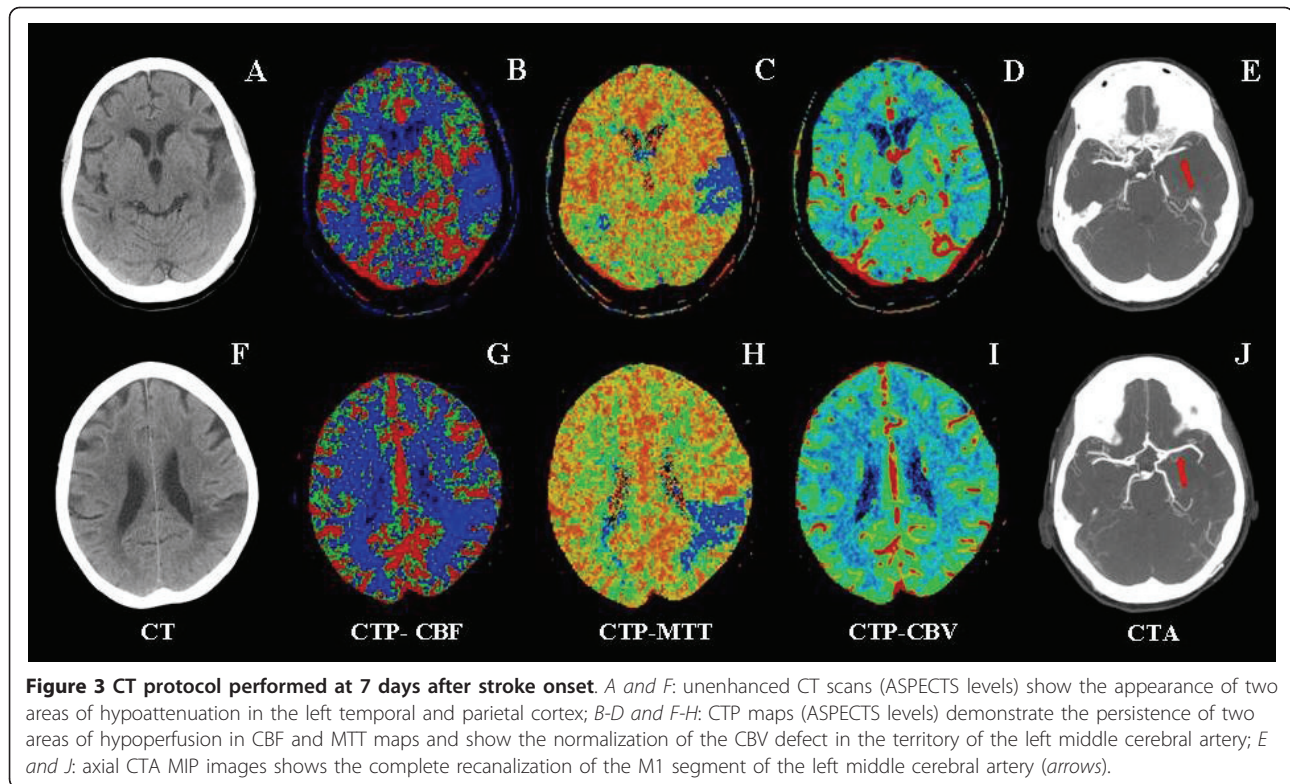 A B C D E
F G H I J
CT CTP- CBF CTP-MTT CTP-CBV CTA
Figure 3 CT protocol performed at 7 days after stroke onset. A and F: unenhanced CT scans (ASPECTS levels) show the appearance of two
areas of hypoattenuation in the left temporal and parietal cortex; B-D and F-H: CTP maps (ASPECTS levels) demonstrate the persistence of two
areas of hypoperfusion in CBF and MTT maps and show the normalization of the CBV defect in the territory of the left middle cerebral artery; E
and J: axial CTA MIP images shows the complete recanalization of the M1 segment of the left middle cerebral artery (arrows).